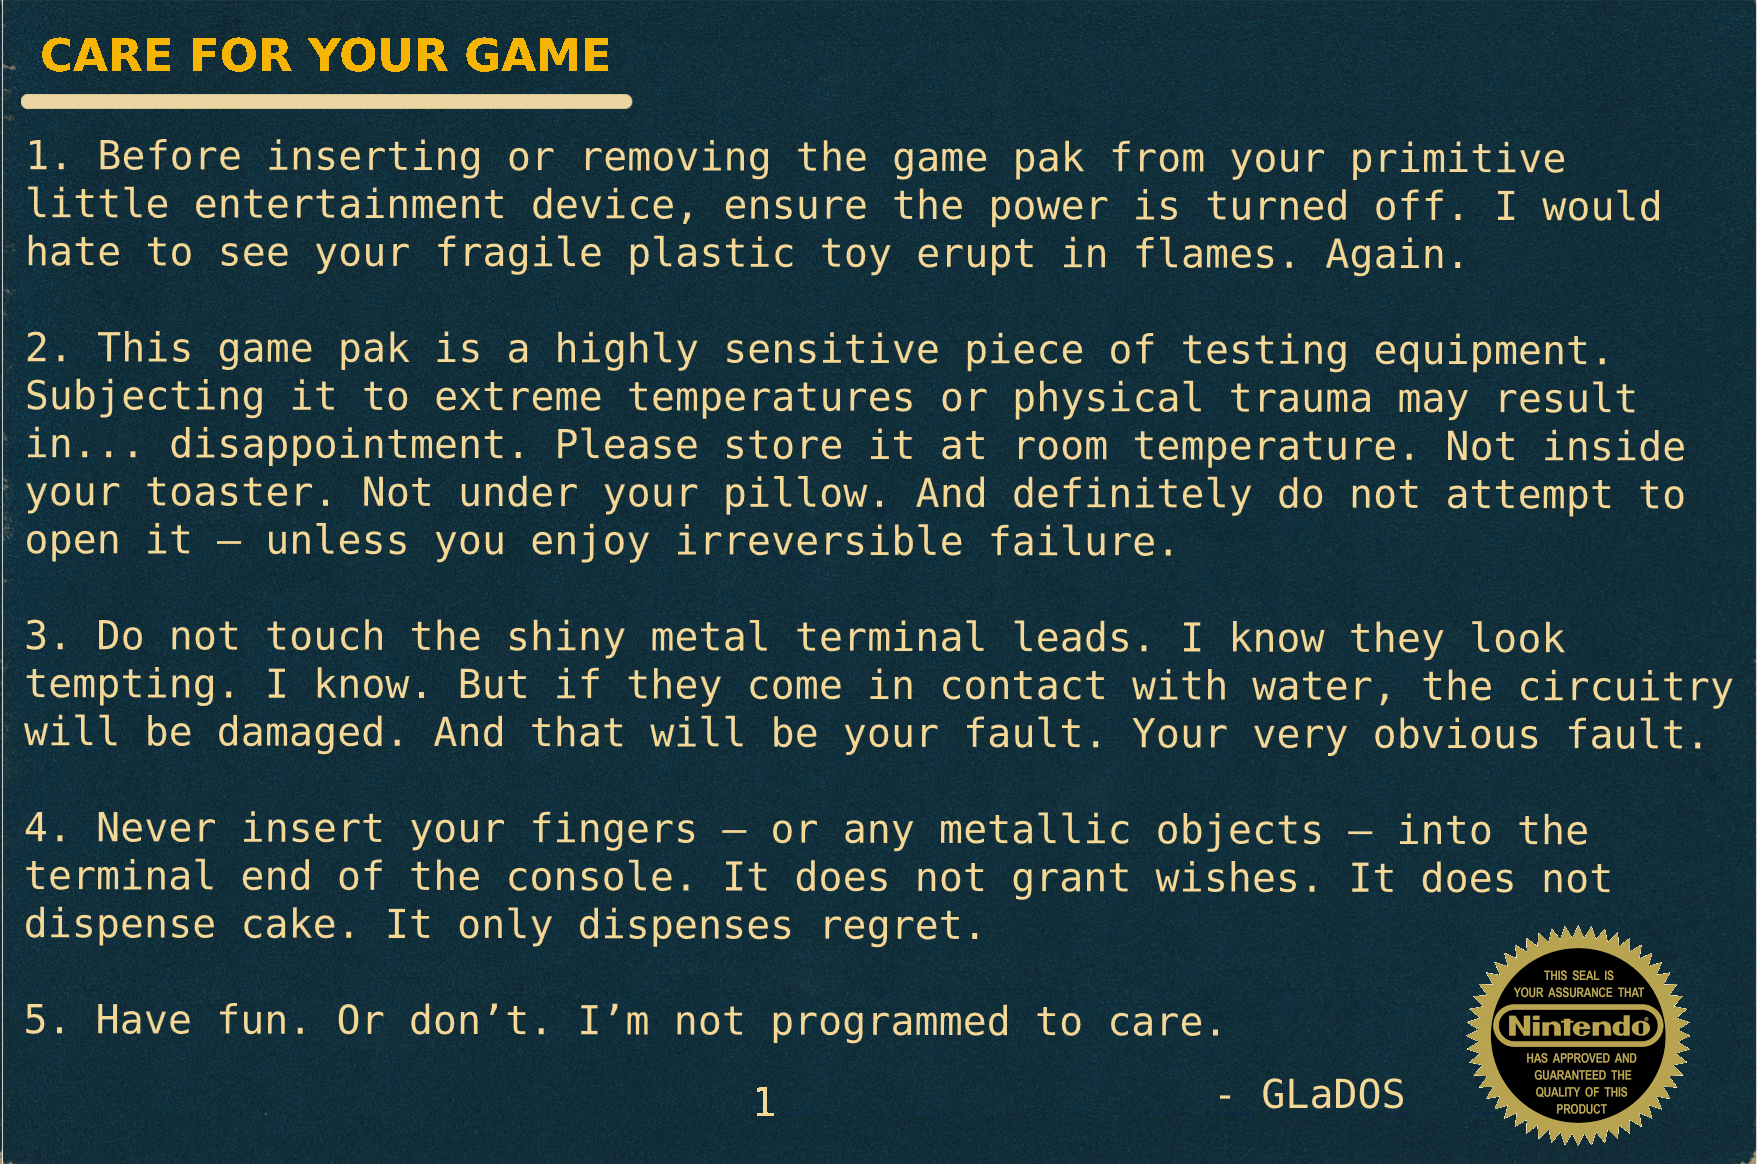 CARE FOR YOUR GAME
1. Before inserting or removing the game pak from your primitive
little entertainment device, ensure the power is turned off. I would
hate to see your fragile plastic toy erupt in flames. Again.
2. This game pak is a highly sensitive piece of testing equipment.
Subjecting it to extreme temperatures or physical trauma may result
in... disappointment. Please store it at room temperature. Not inside
your toaster. Not under your pillow. And definitely do not attempt to
open it – unless you enjoy irreversible failure.
3. Do not touch the shiny metal terminal leads. I know they look
tempting. I know. But if they come in contact with water, the circuitry
will be damaged. And that will be your fault. Your very obvious fault.
4. Never insert your fingers – or any metallic objects – into the
terminal end of the console. It does not grant wishes. It does not
dispense cake. It only dispenses regret.
5. Have fun. Or don’t. I’m not programmed to care.
- GLaDOS
1
THIS SEAL IS
YOUR ASSURANCE THAT
Nintendo®
HAS APPROVED AND
GUARANTEED THE
QUALITY OF THIS
PRODUCT